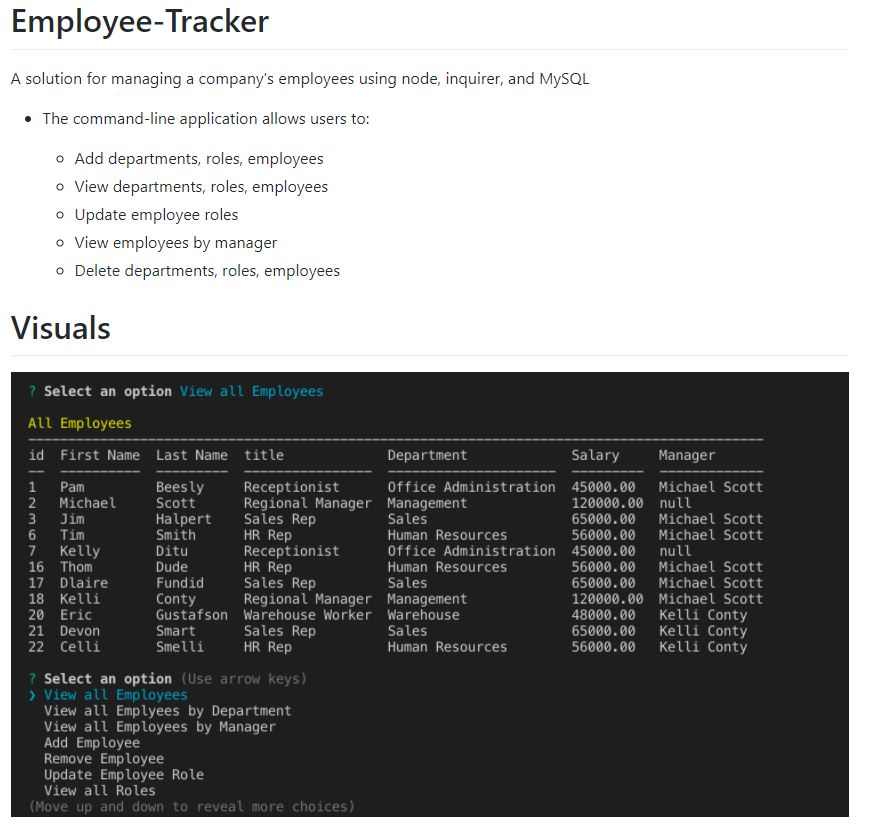 Employee-Tracker
A solution for managing a company's employees using node, inquirer, and MySQL
The command-line application allows users to:
Add departments, roles, employees
View departments, roles, employees
Update employee roles
View employees by manager
Delete departments, roles, employees
Visuals
? Select an option View all Employees
All Employees
id First Name Last Name title Department Salary Manager
1 Pam Beesly Receptionist Office Administration 45000.00 Michael Scott
2 Michael Scott Regional Manager Management 120000.00 null
3 Jim Halpert Sales Rep Sales 65000.00 Michael Scott
6 Tim Smith HR Rep Human Resources 56000.00 Michael Scott
7 Kelly Ditu Receptionist Office Administration 45000.00 null
16 Thom Dude HR Rep Human Resources 56000.00 Michael Scott
17 Dlaire Fundid Sales Rep Sales 65000.00 Michael Scott
18 Kelli Conty Regional Manager Management 120000.00 Michael Scott
20 Eric Gustafson Warehouse Worker Warehouse 48000.00 Kelli Conty
21 Devon Smart Sales Rep Sales 65000.00 Kelli Conty
22 Celli Smelli HR Rep Human Resources 56000.00 Kelli Conty
? Select an option (Use arrow keys)
❯ View all Employees
View all Emplyees by Department
View all Employees by Manager
Add Employee
Remove Employee
Update Employee Role
View all Roles
(Move up and down to reveal more choices)